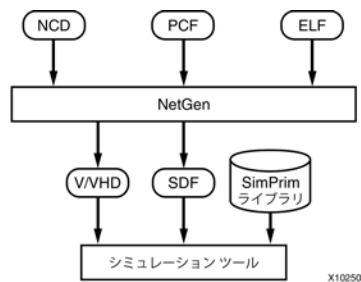 NCD
PCF
ELF
NetGen
V/VHD
SDF
SimPrim
ライブラリ
シミュレーション ツール
X10250